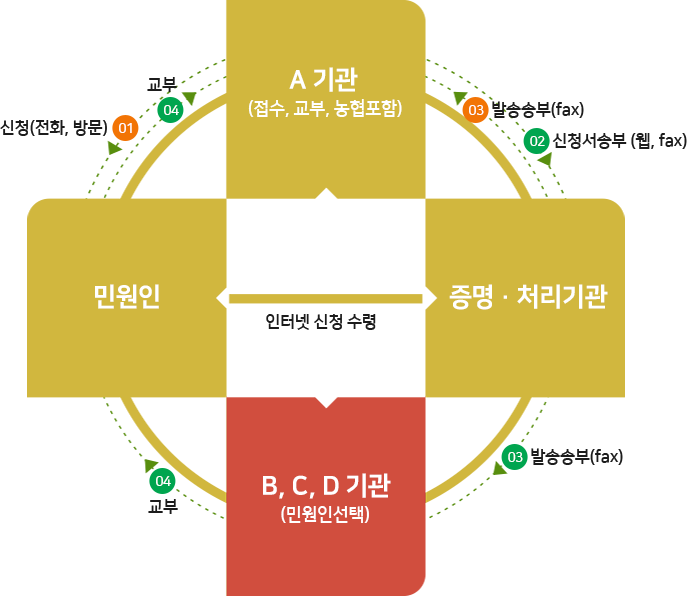 A 기관
(접수, 교부, 농협포함)
교부
04
신청(전화, 방문) 01
03 발송송부(fax)
02 신청서송부 (웹, fax)
민원인
증명 · 처리기관
인터넷 신청 수령
B, C, D 기관
(민원인선택)
03 발송송부(fax)
04
교부